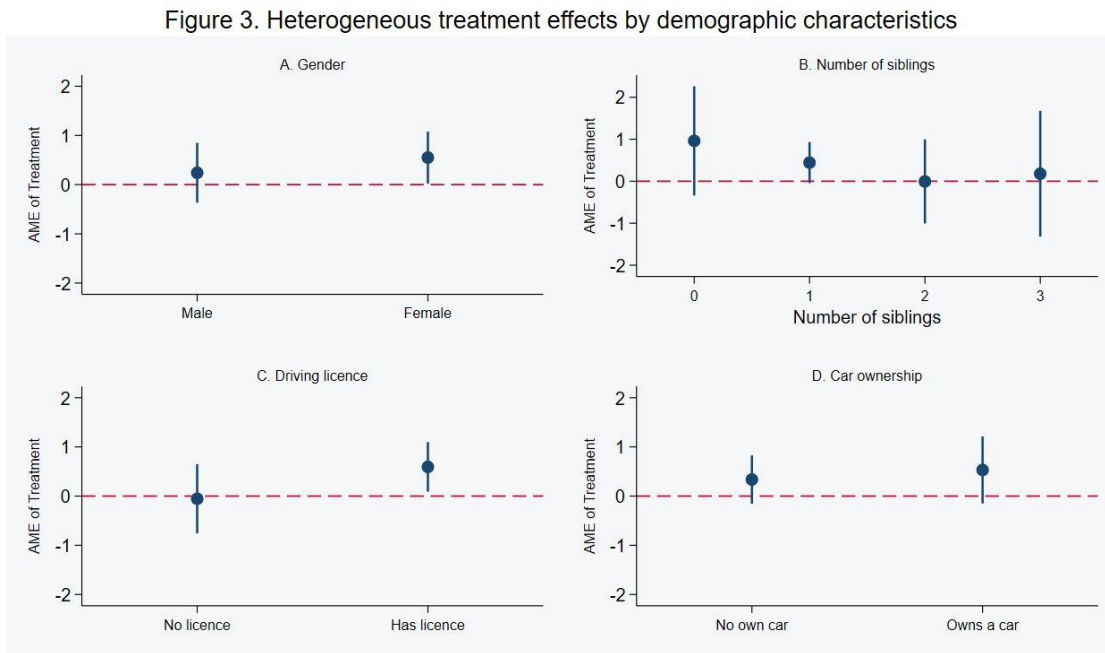 Figure 3. Heterogeneous treatment effects by demographic characteristics
A. Gender
AME of Treatment
2
1
0
-1
-2
Male
Female
B. Number of siblings
AME of Treatment
2
1
0
-1
-2
0
1
2
3
Number of siblings
C. Driving licence
AME of Treatment
2
1
0
-1
-2
No licence
Has licence
D. Car ownership
AME of Treatment
2
1
0
-1
-2
No own car
Owns a car